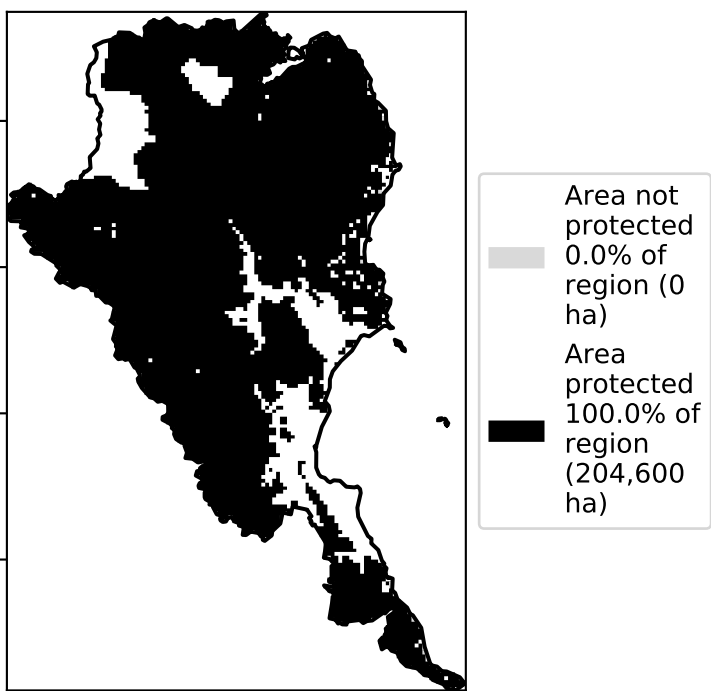 Area not
protected
0.0% of
region (0
ha)
Area
protected
100.0% of
region
(204,600
ha)